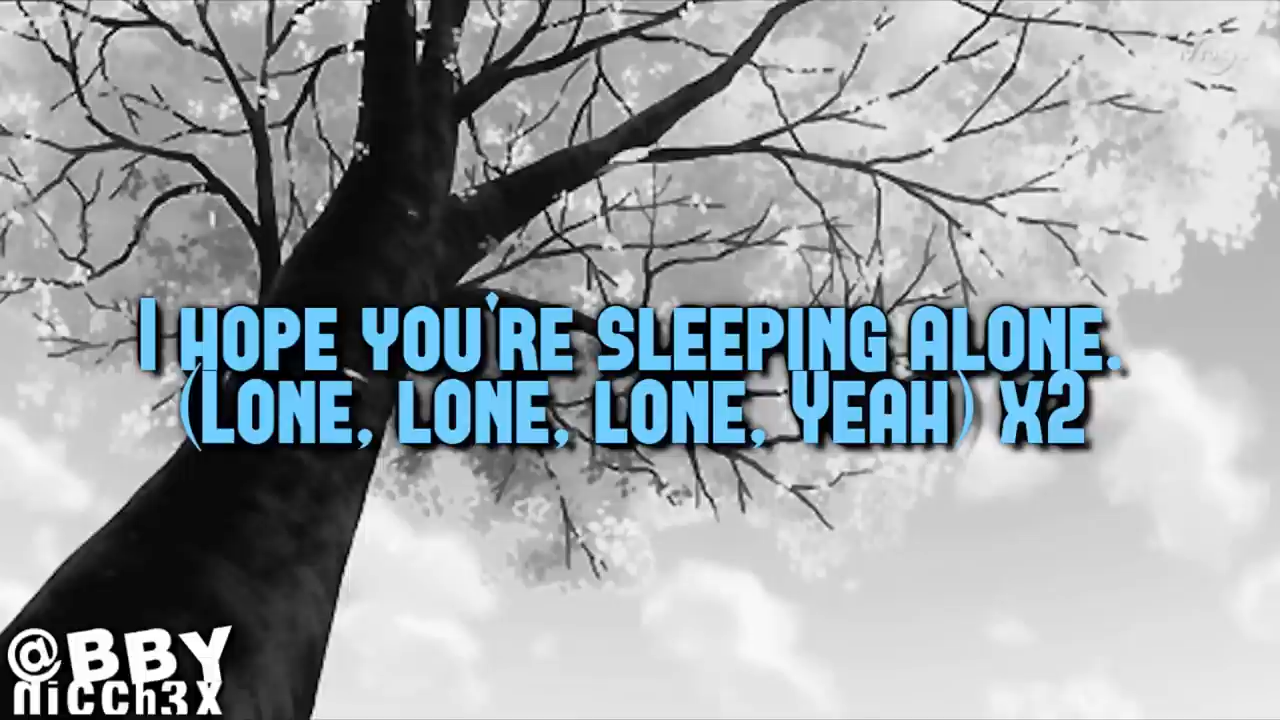 I hope you're sleeping alone.
(Lone, lone, lone, Yeah) x2
@BBY
nicch3x